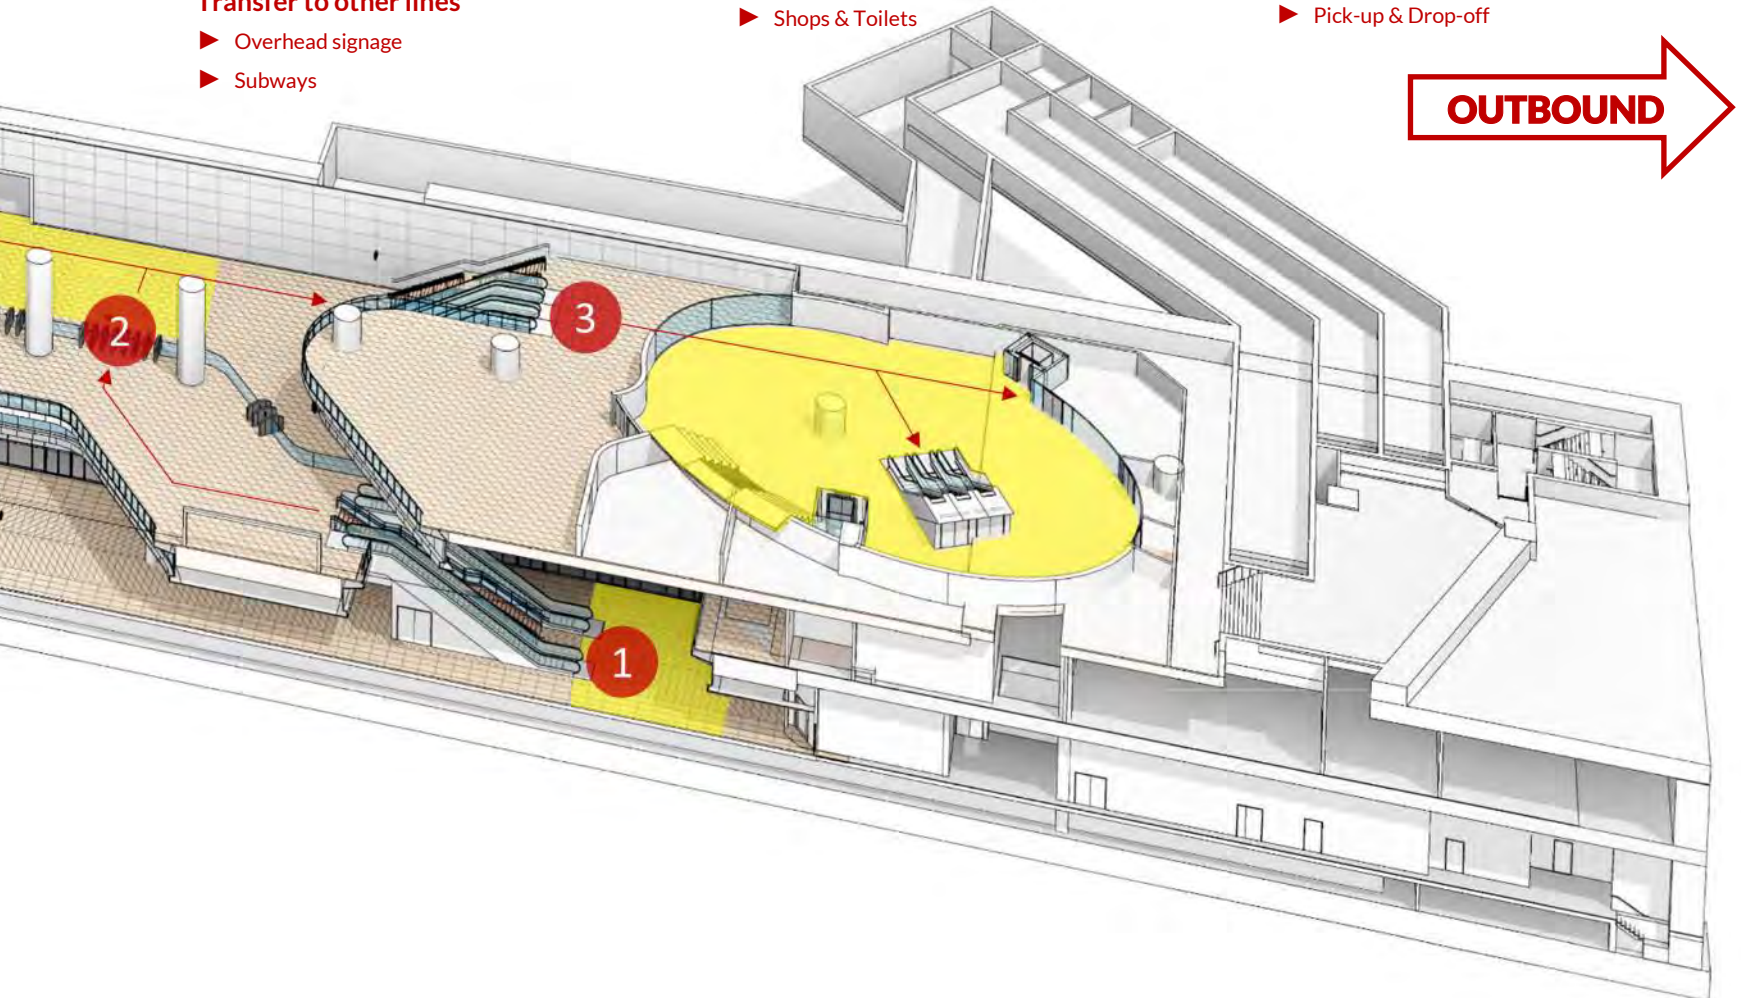 Transfer to other lines
► Overhead signage
► Subways
► Shops & Toilets
► Pick-up & Drop-off
OUTBOUND
2
3
1